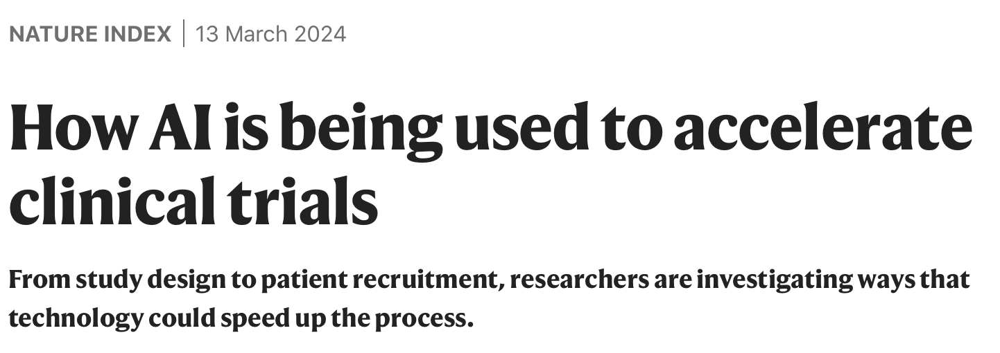 NATURE INDEX | 13 March 2024
How AI is being used to accelerate
clinical trials
From study design to patient recruitment, researchers are investigating ways that
technology could speed up the process.